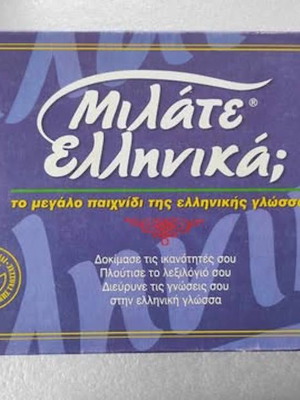 Μιλάτε®
Ελληνικά;
το μεγάλο παιχνίδι της ελληνικής γλώσσας
Δοκίμασε τις ικανότητές σου
Πλούτισε το λεξιλόγιό σου
Διεύρυνε τις γνώσεις σου
στην ελληνική γλώσσα